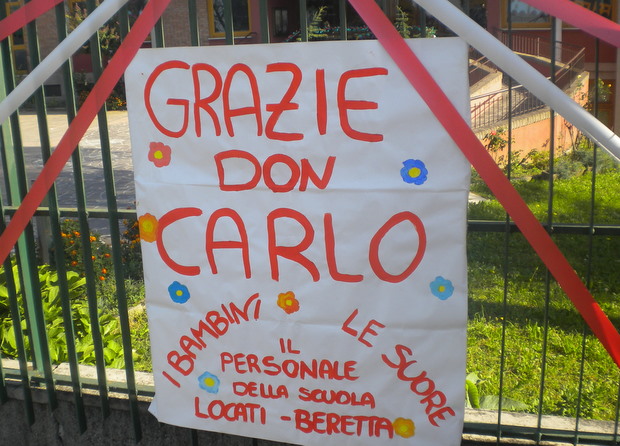 GRAZIE
DON
CARLO
I BAMBINI
LE SUORE
IL
PERSONALE
DELLA SCUOLA
LOCATI - BERETTA